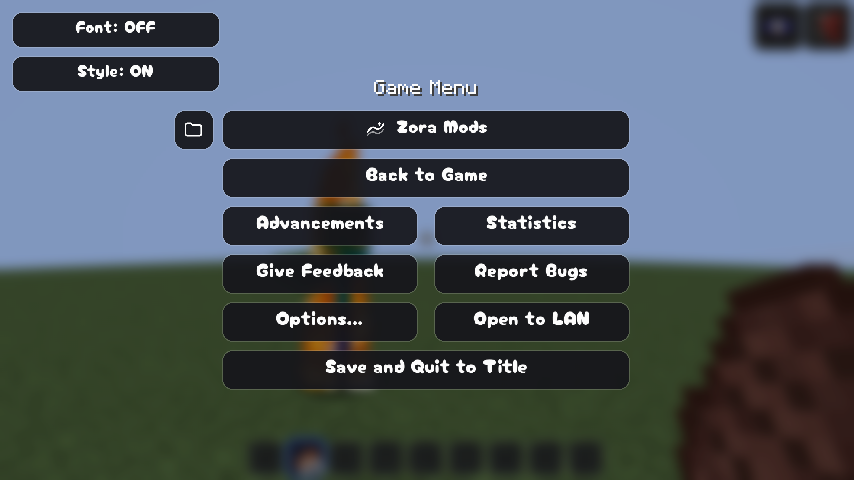 Font: OFF
Style: ON
Game Menu
Zora Mods
Back to Game
Advancements
Statistics
Give Feedback
Report Bugs
Options...
Open to LAN
Save and Quit to Title